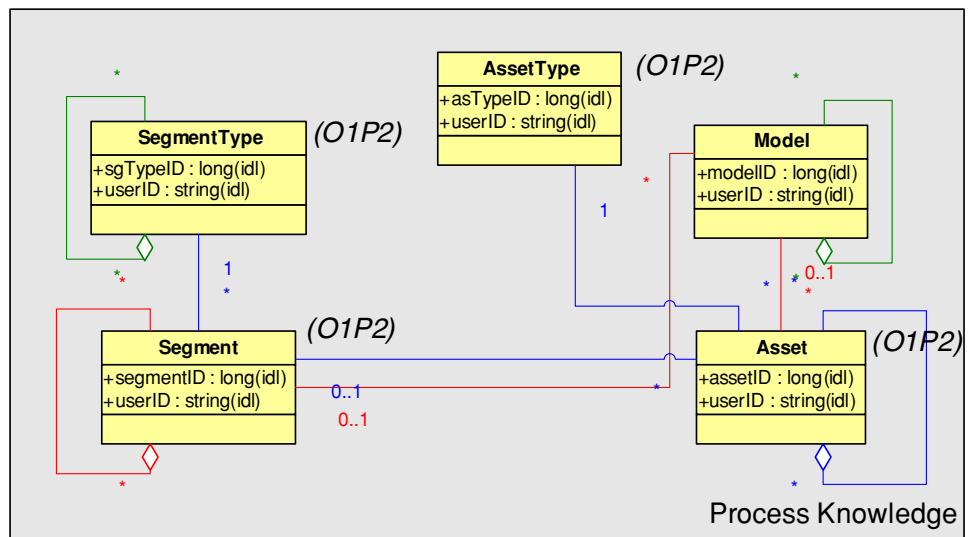 *
SegmentType
+sgTypeID : long(idl)
+userID : string(idl)
(O1P2)
*
AssetType
+asTypeID : long(idl)
+userID : string(idl)
(O1P2)
1
*
Model
+modelID : long(idl)
+userID : string(idl)
*
1
*
*
*
*
Segment
+segmentID : long(idl)
+userID : string(idl)
(O1P2)
*
0..1
0..1
*
*
*
*
0..1
*
Asset
+assetID : long(idl)
+userID : string(idl)
(O1P2)
*
Process Knowledge